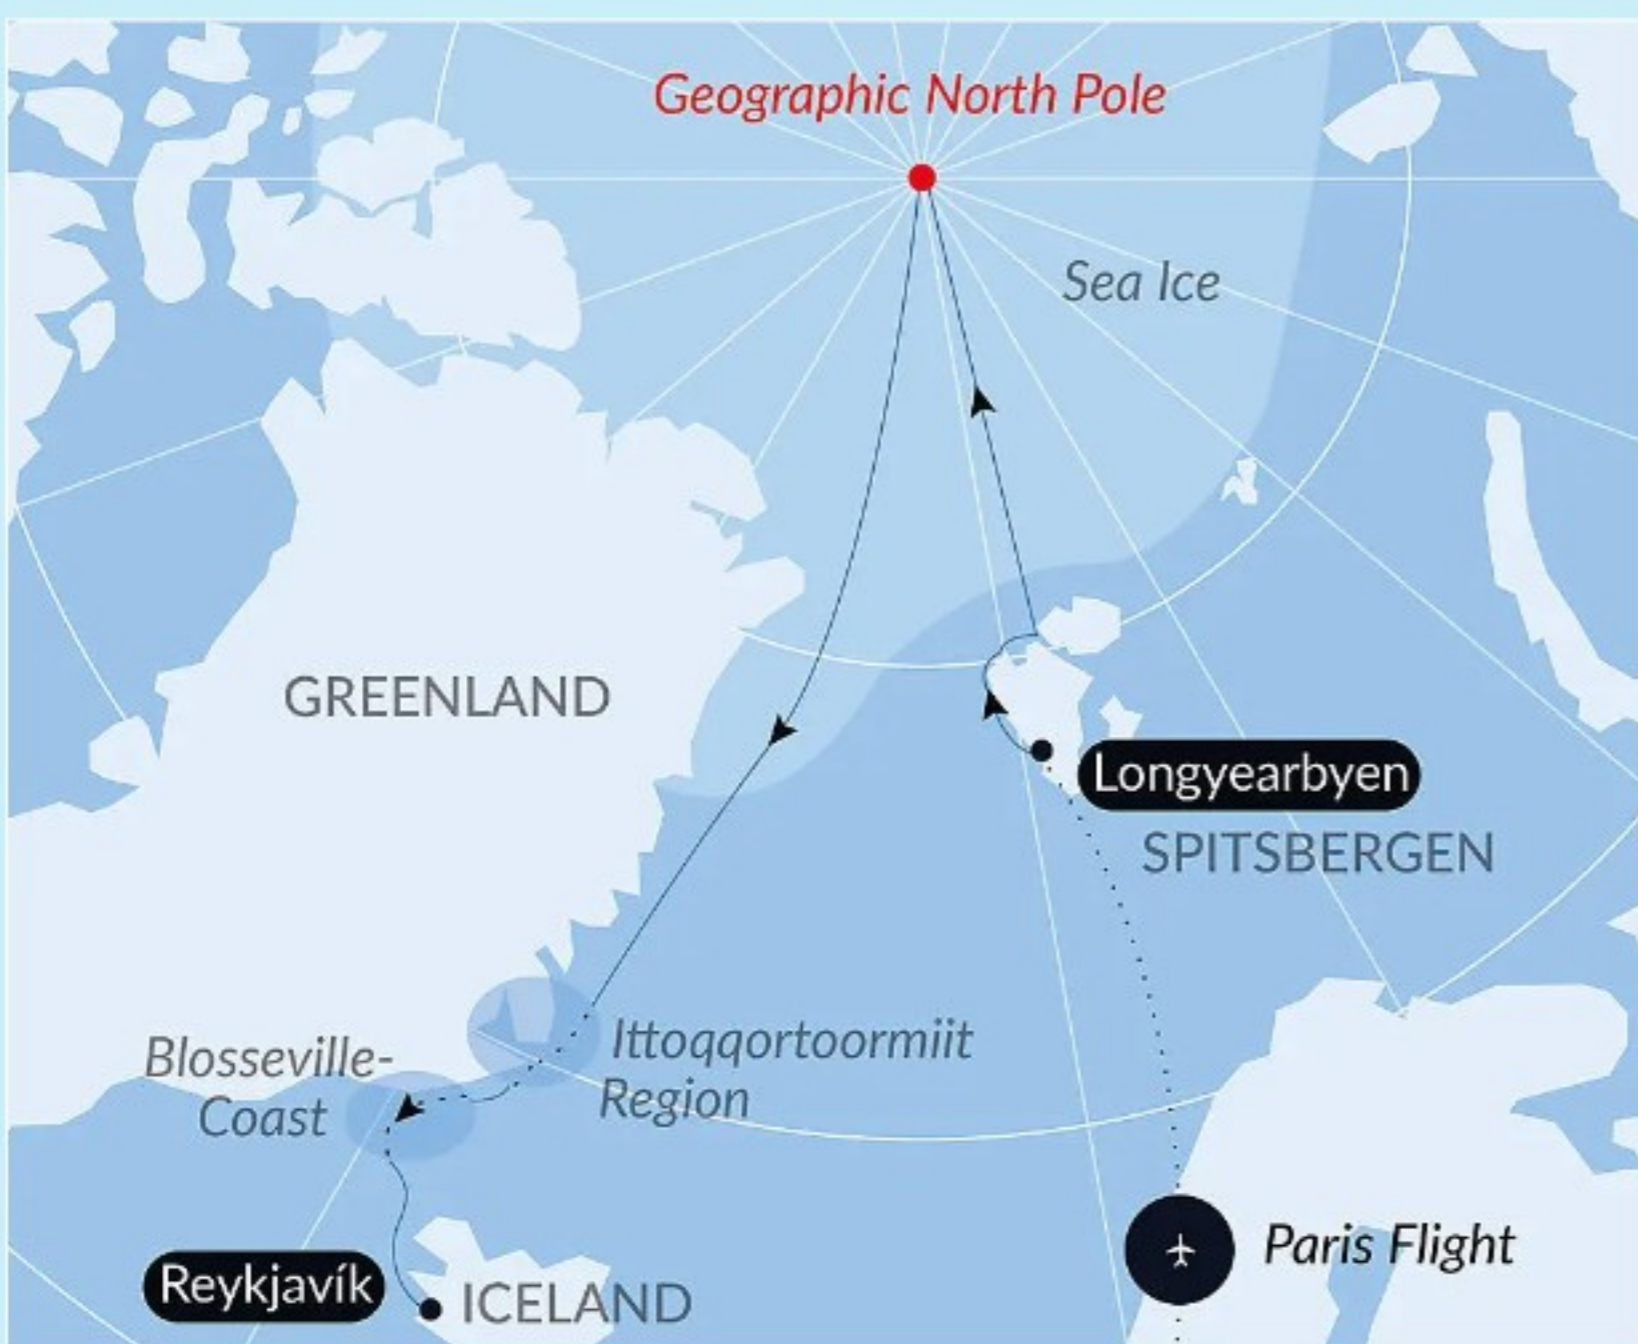 Geographic North Pole
Sea Ice
GREENLAND
Longyearbyen
SPITSBERGEN
Blosseville-
Coast
Ittoqqortoormiit
Region
Reykjavík
ICELAND
Paris Flight